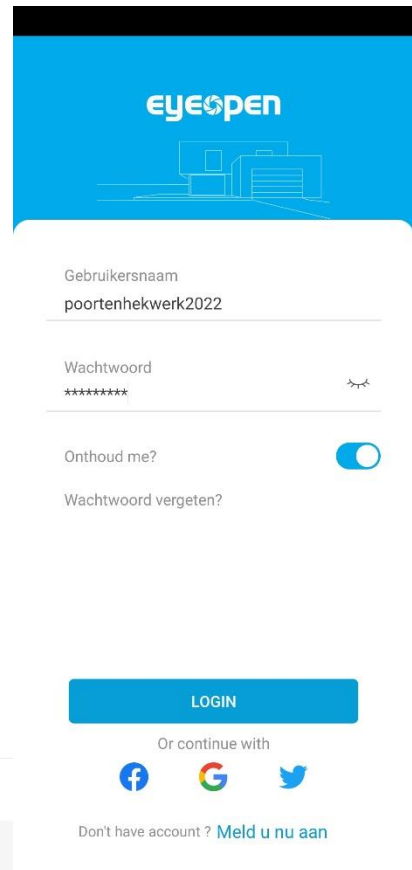 eyeopen
Gebruikersnaam
poortenhekwerk2022
Wachtwoord
*********
Onthoud me?
Wachtwoord vergeten?
LOGIN
Or continue with
Don't have account ? Meld u nu aan